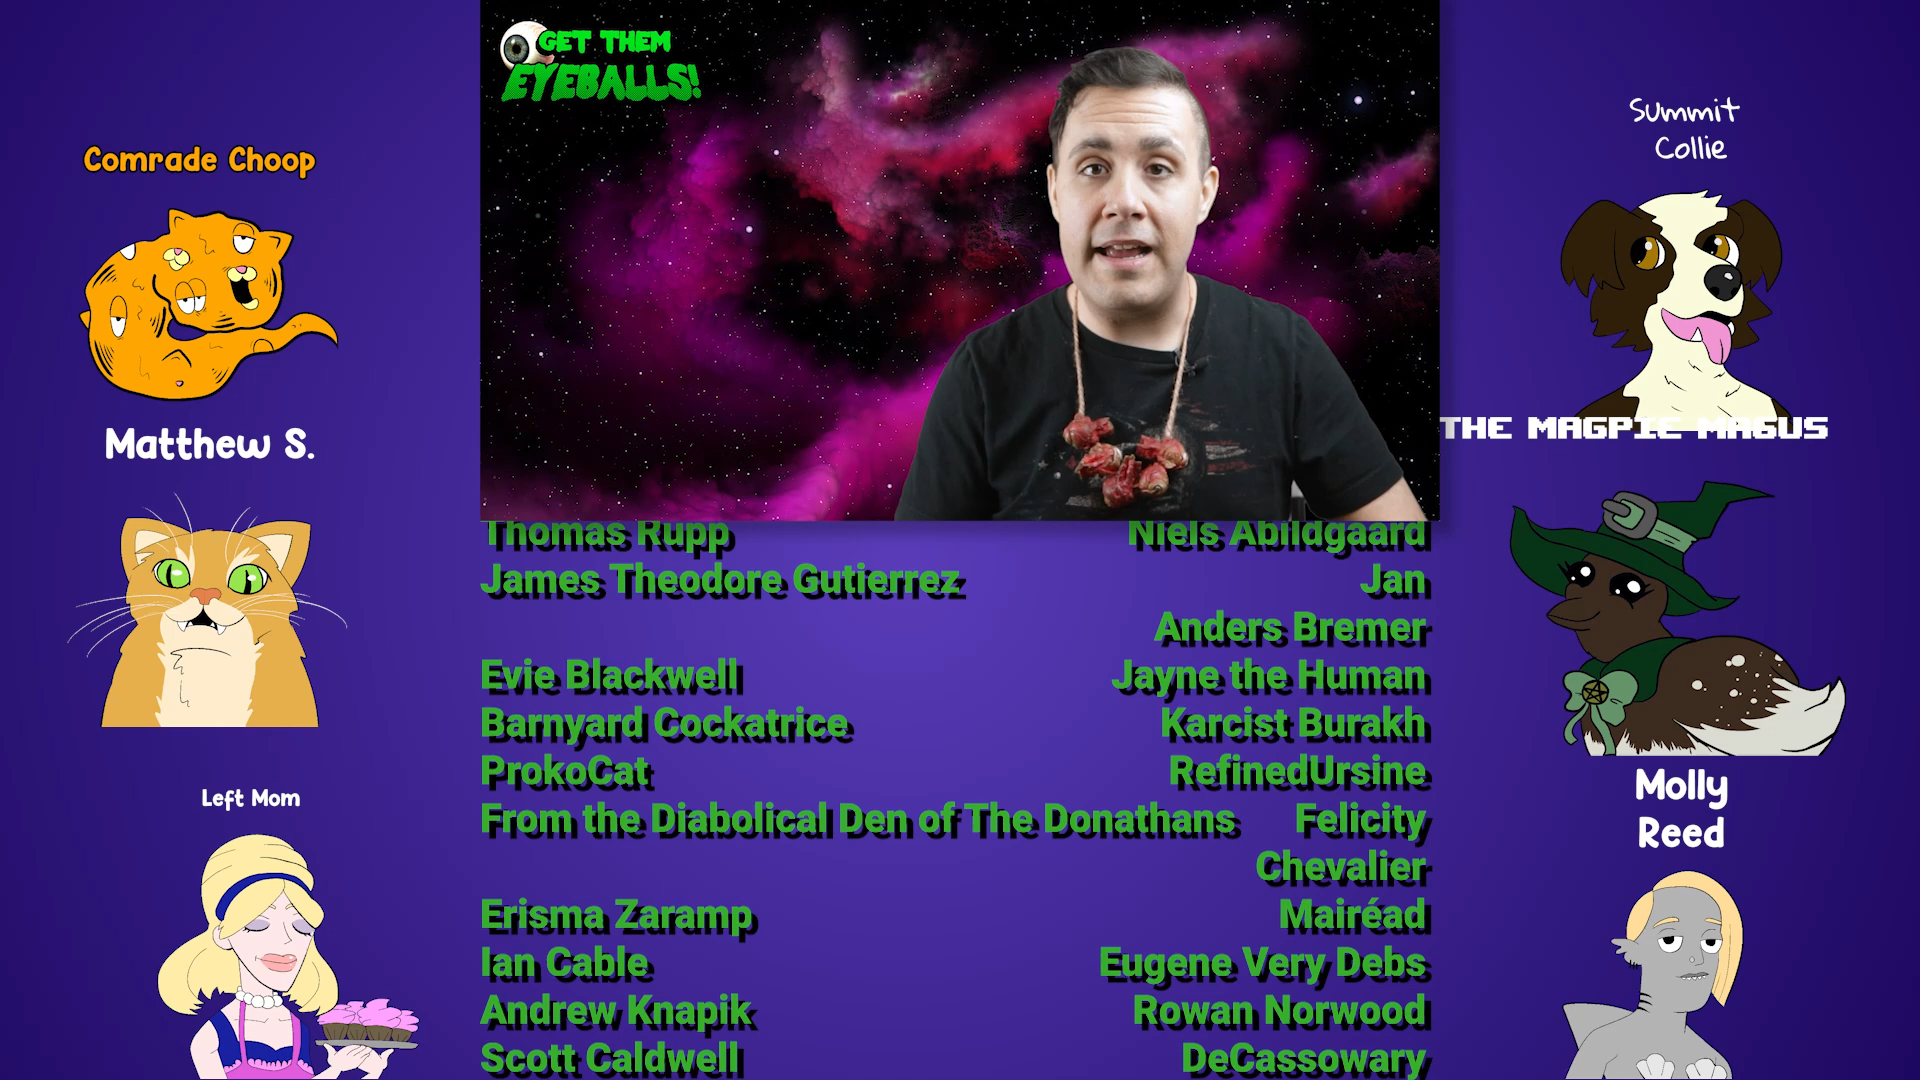 GET THEM
EYEBALLS!
Comrade Choop
Matthew S.
Left Mom
Summit
Collie
THE MAGPIE MAGUS
Molly
Reed
Thomas Rupp
James Theodore Gutierrez
Evie Blackwell
Barnyard Cockatrice
ProkoCat
From the Diabolical Den of The Donathans
Erisma Zaramp
Ian Cable
Andrew Knapik
Scott Caldwell
Niels Abildgaard
Jan
Anders Bremer
Jayne the Human
Karcist Burakh
RefinedUrsine
Felicity
Chevalier
Mairéad
Eugene Very Debs
Rowan Norwood
DeCassowary